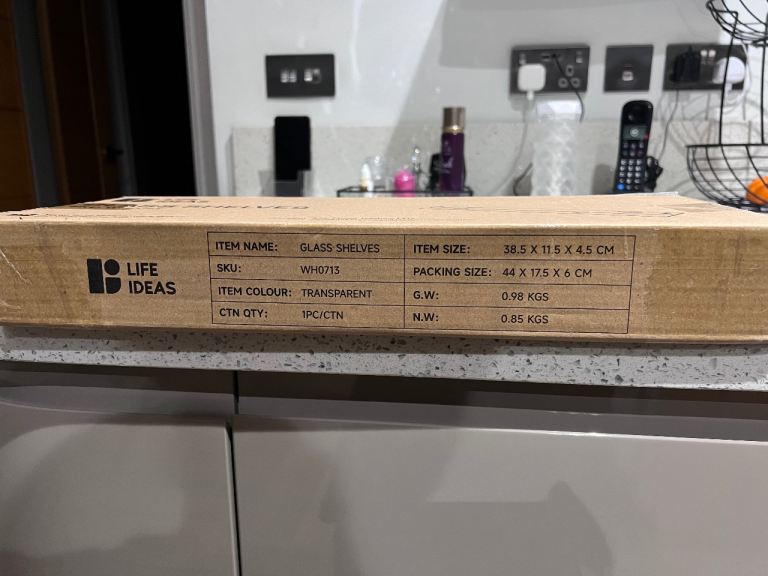 LIFE
IDEAS
ITEM NAME: GLASS SHELVES
SKU: WH0713
ITEM COLOUR: TRANSPARENT
CTN QTY: 1PC/CTN
ITEM SIZE: 38.5 X 11.5 X 4.5 CM
PACKING SIZE: 44 X 17.5 X 6 CM
G.W: 0.98 KGS
N.W: 0.85 KGS